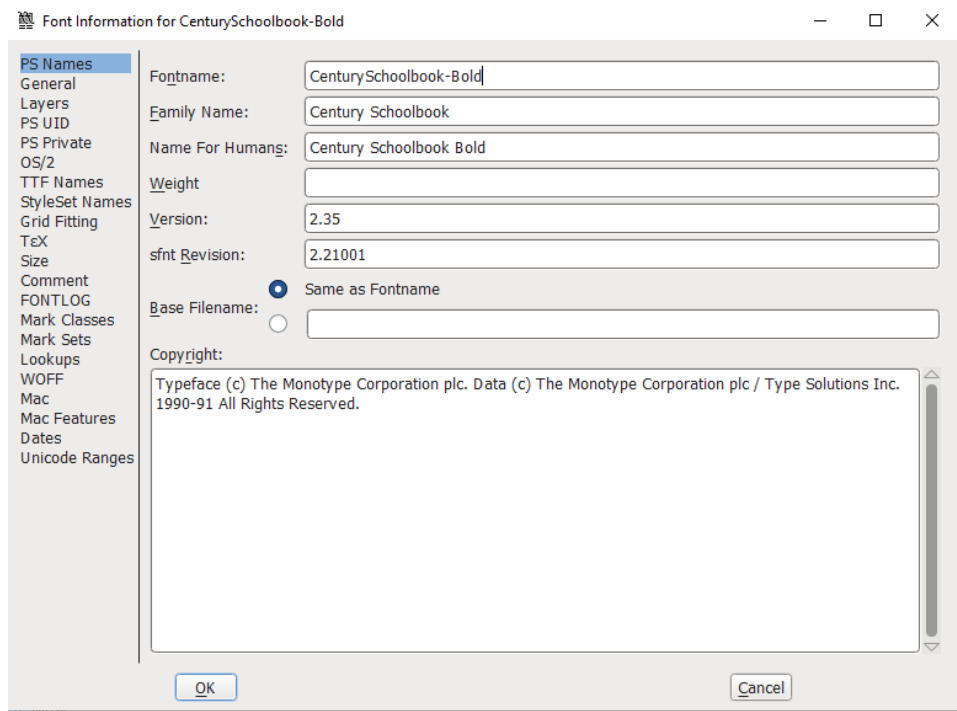 Font Information for CenturySchoolbook-Bold
PS Names
General
Layers
PS UID
PS Private
OS/2
TTF Names
StyleSet Names
Grid Fitting
TεX
Size
Comment
FONTLOG
Mark Classes
Mark Sets
Lookups
WOFF
Mac
Mac Features
Dates
Unicode Ranges
Fontname: CenturySchoolbook-Bold
Family Name: Century Schoolbook
Name For Humans: Century Schoolbook Bold
Weight
Version: 2.35
sfnt Revision: 2.21001
Same as Fontname
Base Filename:
Copyright:
Typeface (c) The Monotype Corporation plc. Data (c) The Monotype Corporation plc / Type Solutions Inc.
1990-91 All Rights Reserved.
OK Cancel